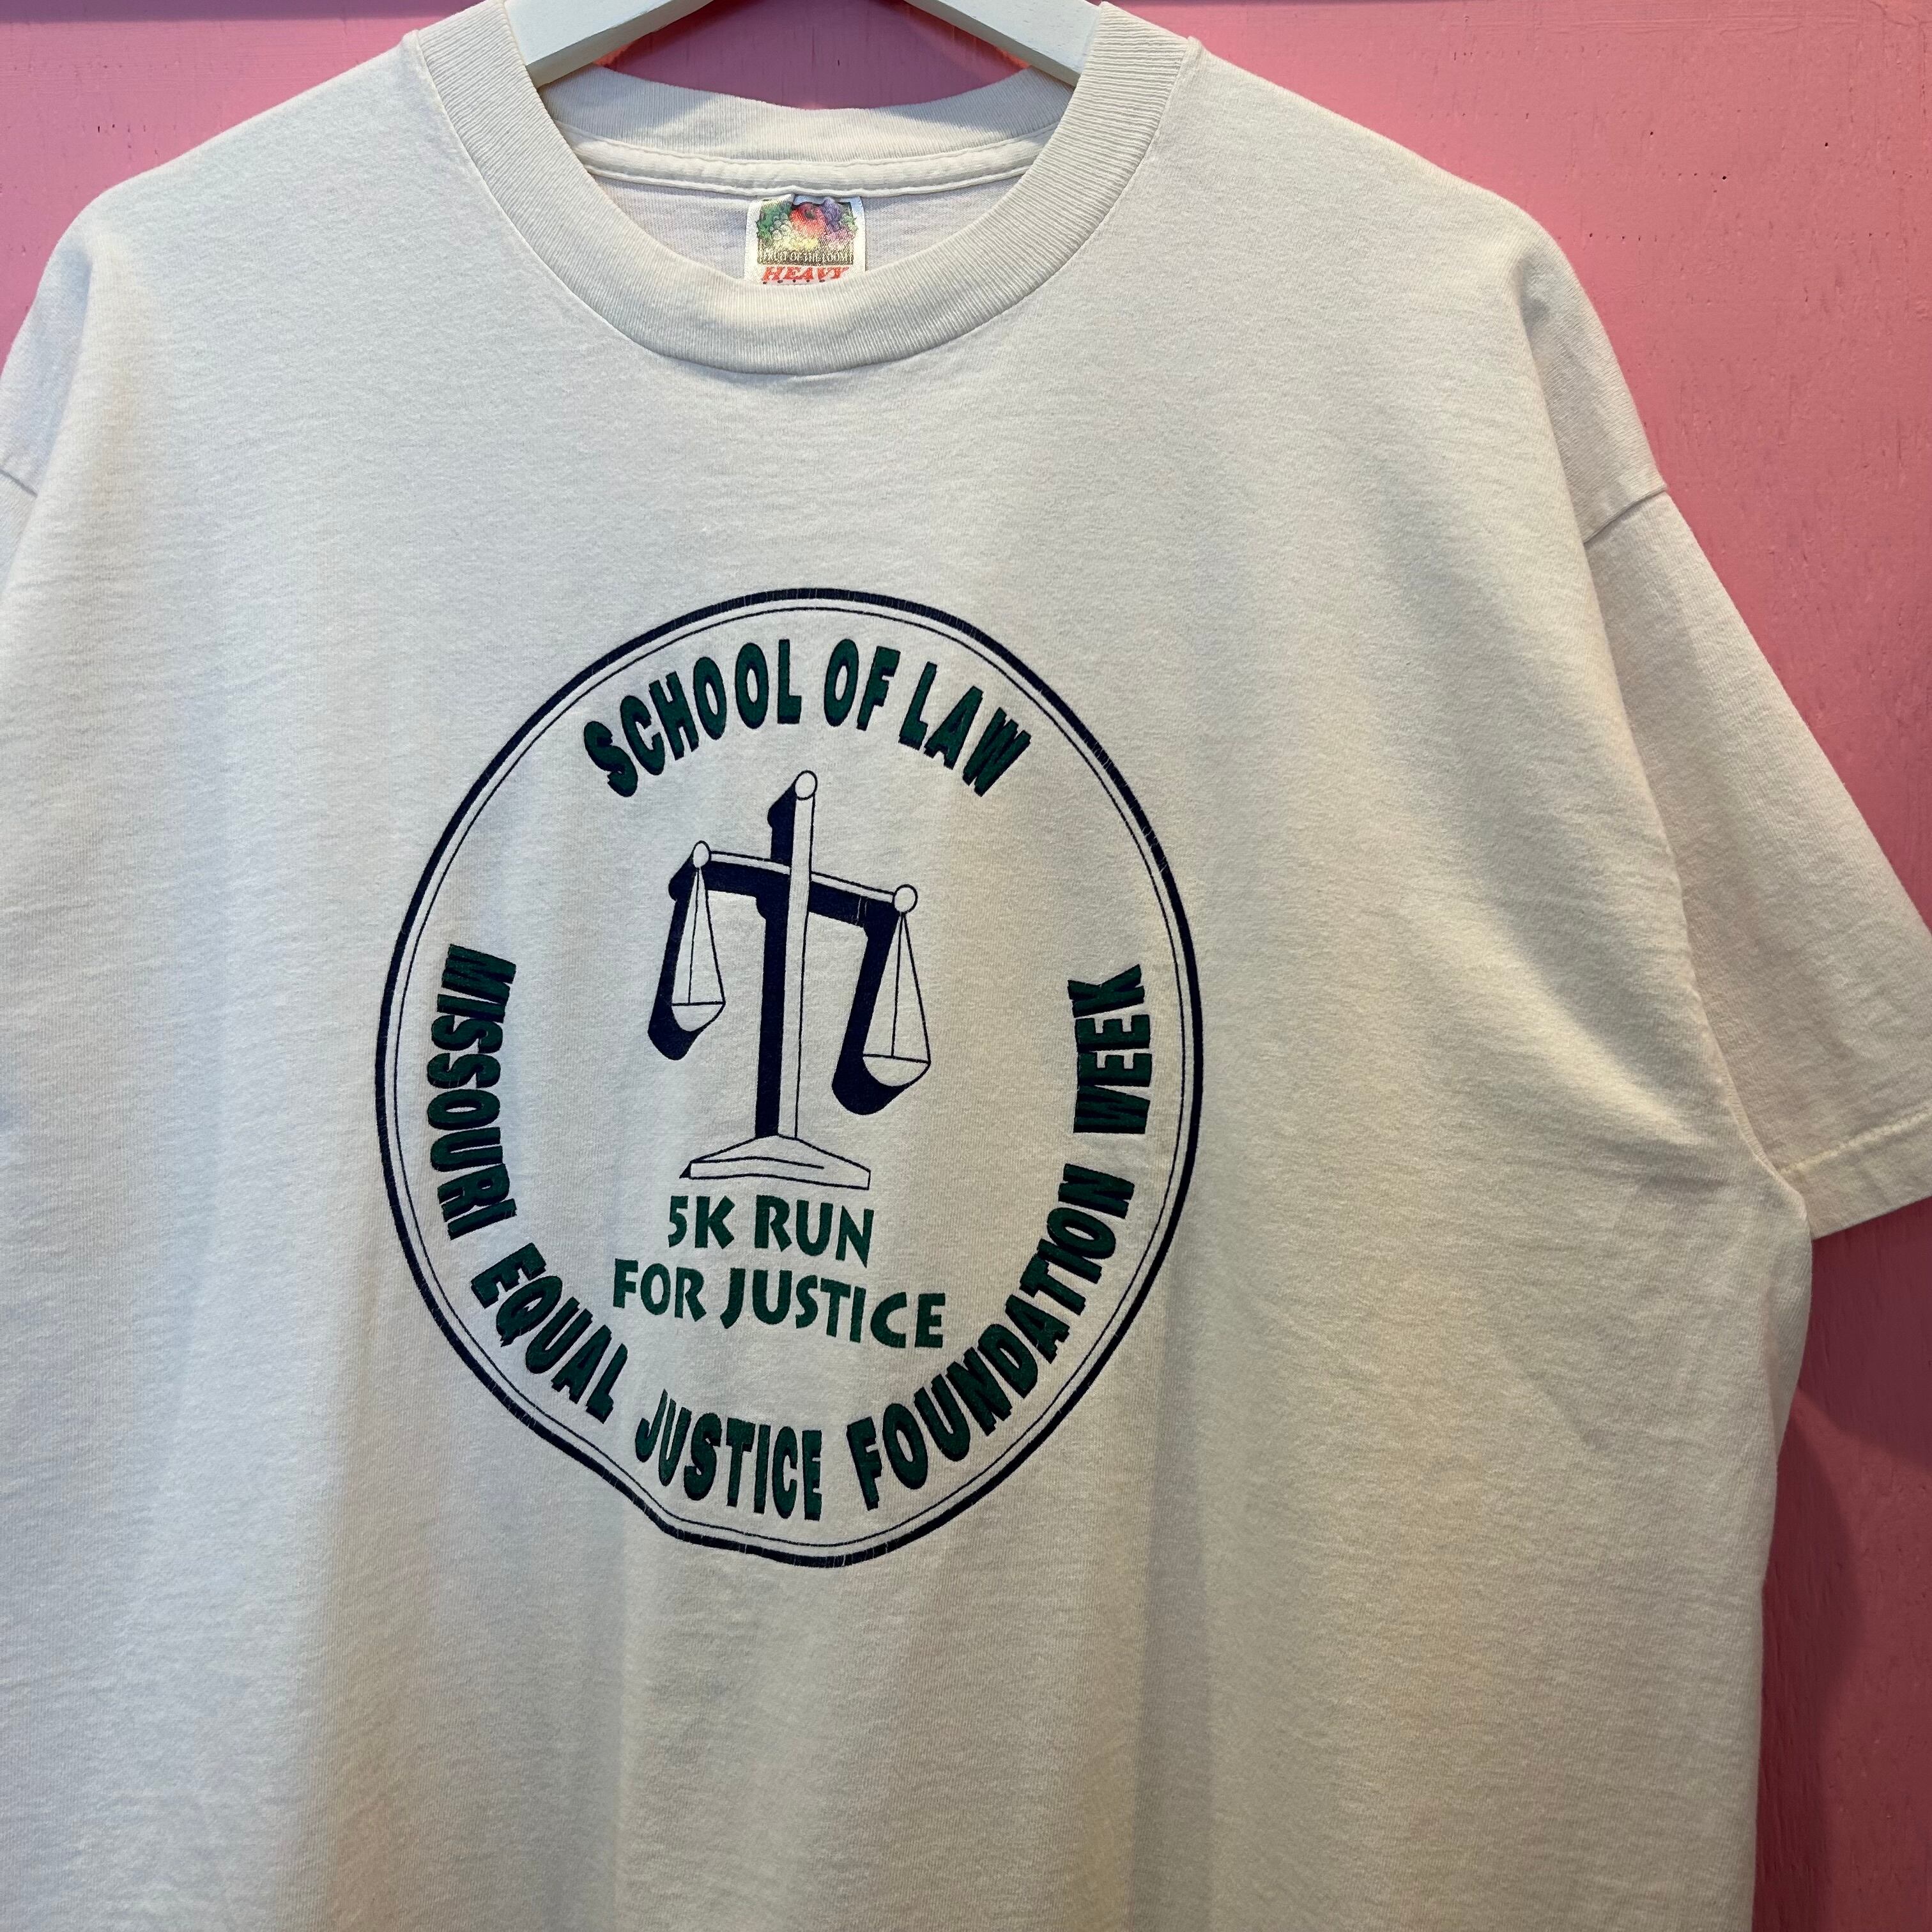 FRUIT OF THE LOOM
HEAVY
SCHOOL OF LAW
5K RUN
FOR JUSTICE
MISSOURI EQUAL JUSTICE FOUNDATION WEEK